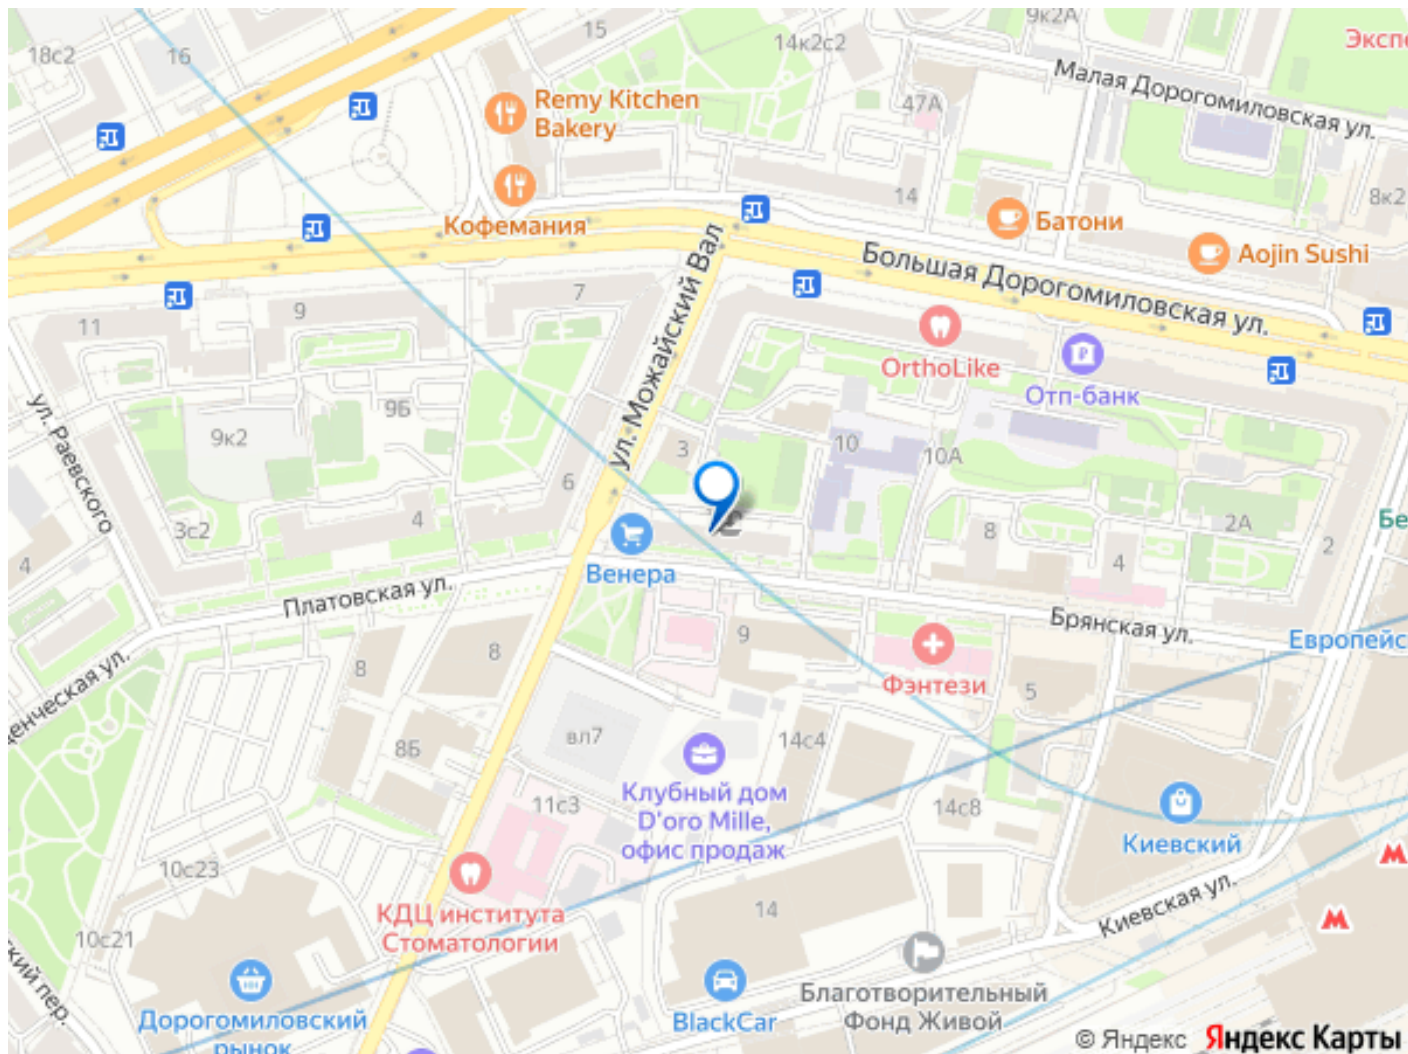 9к2А
Экспе
18с2
16
15
14к2с2
Малая Дорогомиловская ул.
Remy Kitchen
Bakery
47А
14
8к2
Кофемания
Батони
Aojin Sushi
ул. Можайский Вал
Большая Дорогомиловская ул.
11
9
7
OrthoLike
Отп-банк
ул. Раевского
9Б
9к2
3
10
10А
6
3с2
4
8
2А
2
Бе
4
Венера
4
Платовская ул.
Брянская ул.
9
Европейс
8
8
Фэнтези
5
денческая ул.
вл7
14с4
8Б
Клубный дом
D'oro Mille,
офис продаж
11с3
14с8
Киевский
10с23
КДЦ института
Стоматологии
14
Киевская ул.
10с21
ский пер.
Благотворительный
Фонд Живой
BlackCar
Дорогомиловский
рынок
© Яндекс Яндекс Карты